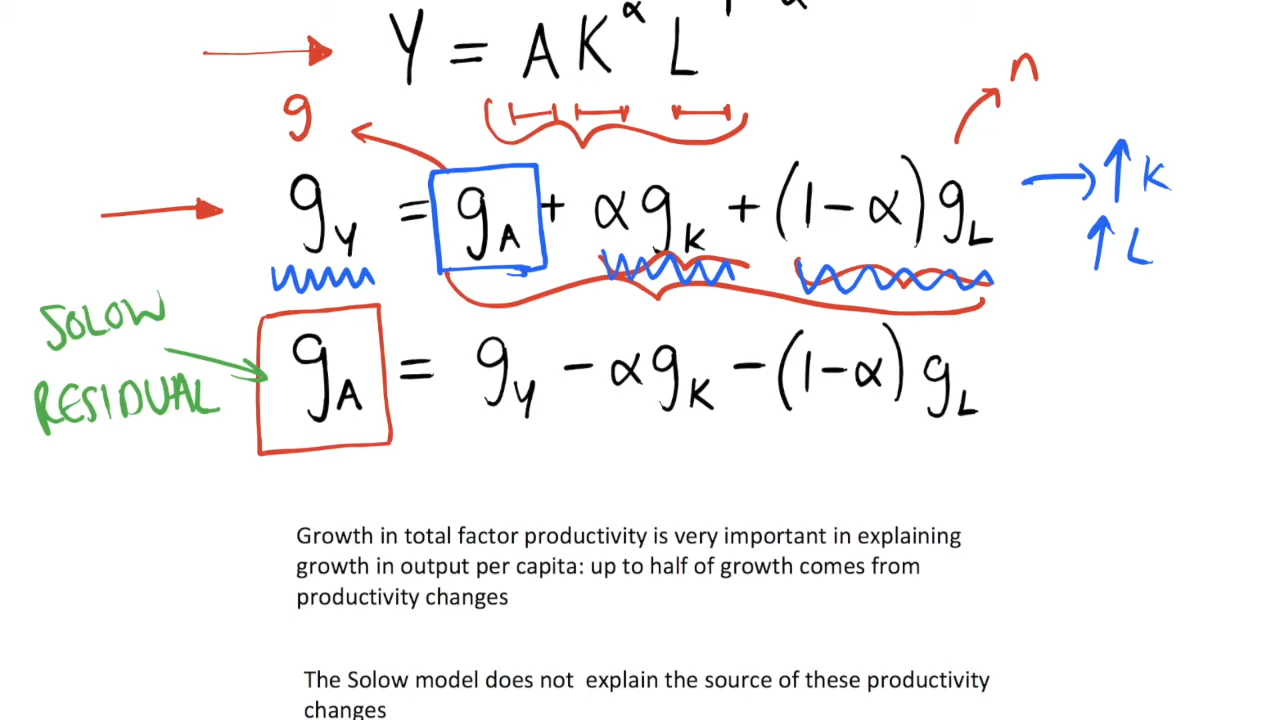 Y = AK^α L^1-α
g
n
g_Y = g_A + αg_K + (1-α) g_L → ↑ K
↑ L
SOLOW
RESIDUAL
g_A = g_Y - αg_K - (1-α) g_L
Growth in total factor productivity is very important in explaining
growth in output per capita: up to half of growth comes from
productivity changes
The Solow model does not explain the source of these productivity
changes